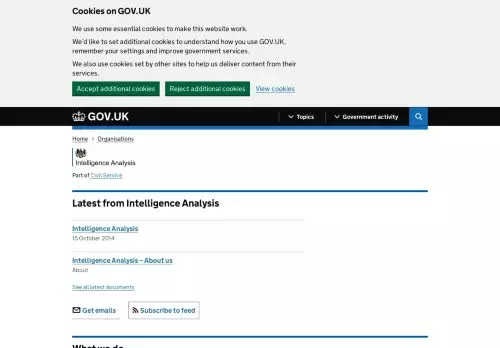 Cookies on GOV.UK
We use some essential cookies to make this website work.
We'd like to set additional cookies to understand how you use GOV.UK,
remember your settings and improve government services.
We also use cookies set by other sites to help us deliver content from their
services.
Accept additional cookies Reject additional cookies View cookies
GOV.UK Topics Government activity
Home Organisations
Intelligence Analysis
Part of Civil Service
Latest from Intelligence Analysis
Intelligence Analysis
15 October 2014
Intelligence Analysis – About us
About
See all latest documents
Get emails Subscribe to feed
What we do